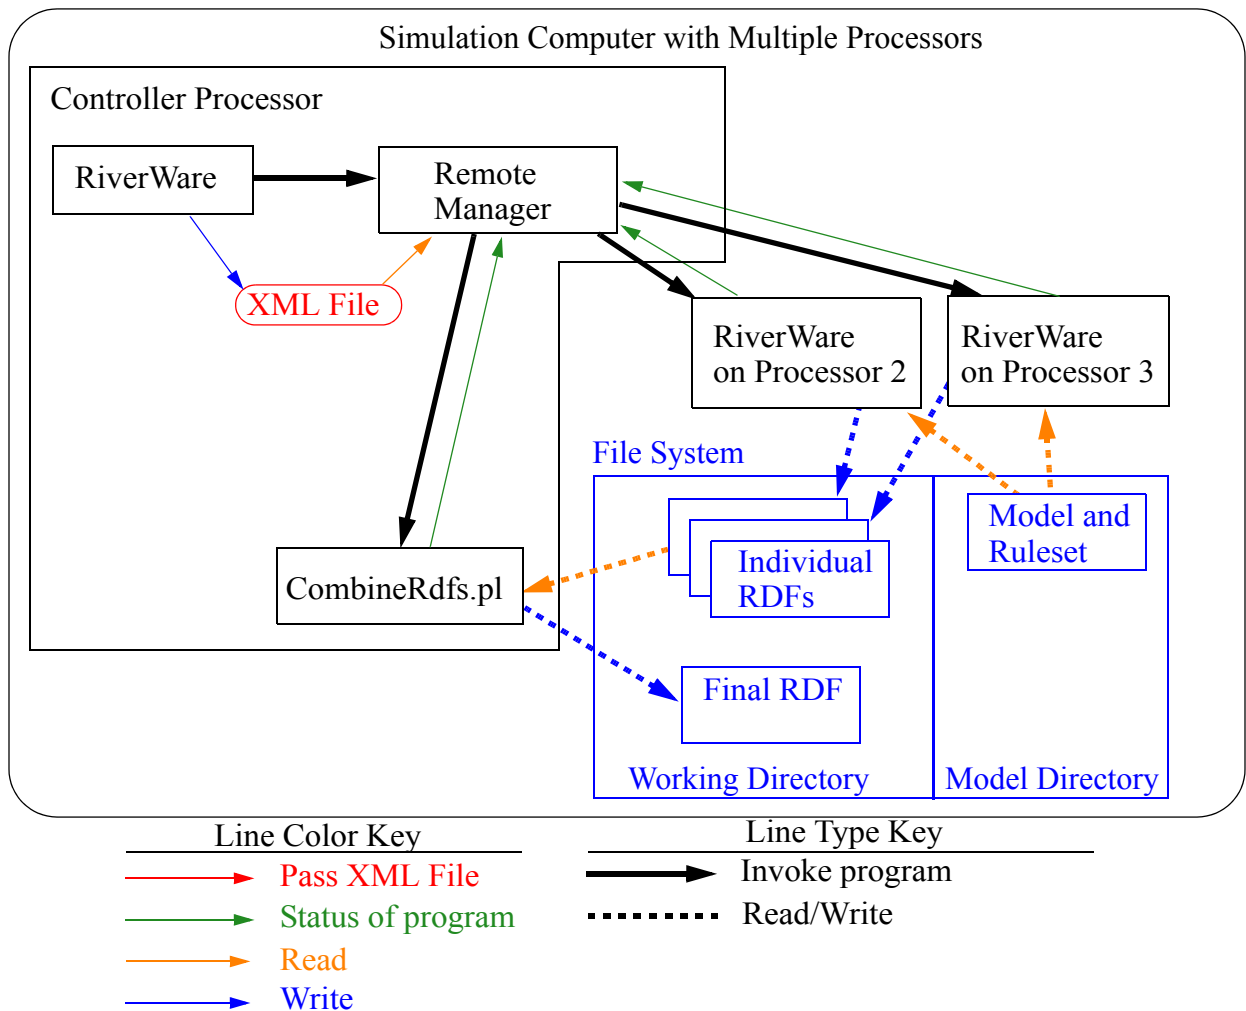 Simulation Computer with Multiple Processors
Controller Processor
RiverWare
Remote
Manager
XML File
RiverWare
on Processor 2
RiverWare
on Processor 3
File System
Model and
Ruleset
Individual
RDFs
CombineRdfs.pl
Final RDF
Working Directory
Model Directory
Line Color Key
Pass XML File
Status of program
Read
Write
Line Type Key
Invoke program
Read/Write